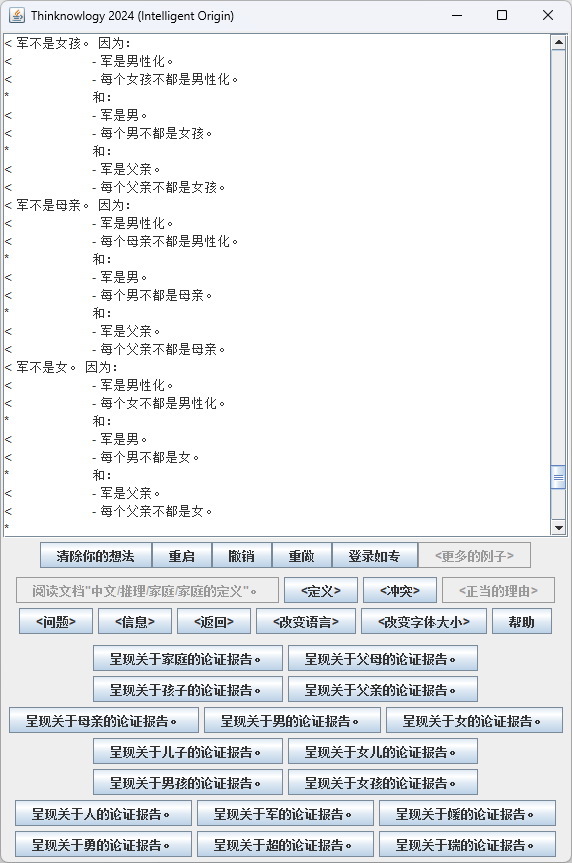 Thinknowlogy 2024 (Intelligent Origin)
< 军不是女孩。 因为:
< - 军是男性化。
< - 每个女孩不都是男性化。
* 和:
< - 军是男。
< - 每个男不都是女孩。
* 和:
< - 军是父亲。
< - 每个父亲不都是女孩。
< 军不是母亲。 因为:
< - 军是男性化。
< - 每个母亲不都是男性化。
* 和:
< - 军是男。
< - 每个男不都是母亲。
* 和:
< - 军是父亲。
< - 每个父亲不都是母亲。
< 军不是女。 因为:
< - 军是男性化。
< - 每个女不都是男性化。
* 和:
< - 军是男。
< - 每个男不都是女。
* 和:
< - 军是父亲。
< - 每个父亲不都是女。
*
清除你的想法 重启 撤销 重做 登录如专 <更多的例子>
阅读文档"中文/推理/家庭/家庭的定义"。 <定义> <冲突> <正当的理由>
<问题> <信息> <返回> <改变语言> <改变字体大小> 帮助
呈现关于家庭的论证报告。 呈现关于父母的论证报告。
呈现关于孩子的论证报告。 呈现关于父亲的论证报告。
呈现关于母亲的论证报告。 呈现关于男的论证报告。 呈现关于女的论证报告。
呈现关于儿子的论证报告。 呈现关于女儿的论证报告。
呈现关于男孩的论证报告。 呈现关于女孩的论证报告。
呈现关于人的论证报告。 呈现关于军的论证报告。 呈现关于的论证报告。
呈现关于勇的论证报告。 呈现关于超的论证报告。 呈现关于瑞的论证报告。